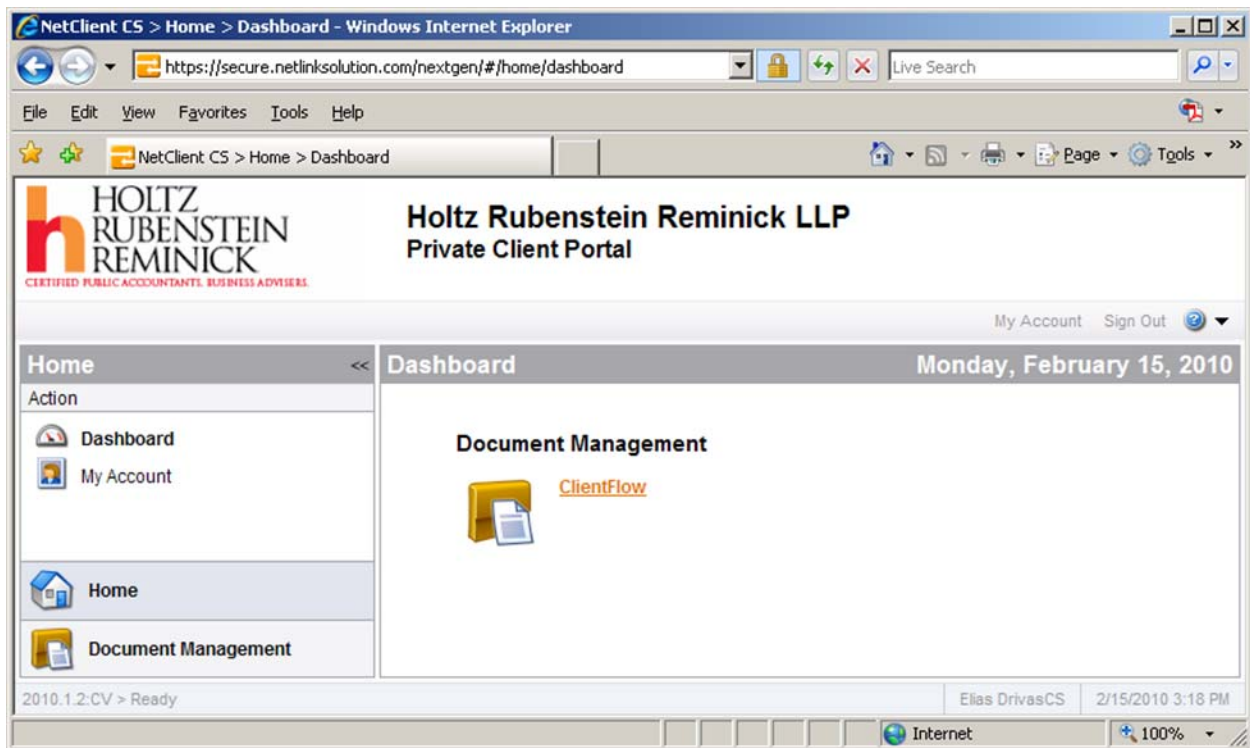 NetClient CS > Home > Dashboard - Windows Internet Explorer
https://secure.netlinksolution.com/nextgen/#/home/dashboard
Live Search
File Edit View Favorites Tools Help
NetClient CS > Home > Dashboard
Page Tools »
HOLTZ
RUBENSTEIN
REMINICK
CERTIFIED PUBLIC ACCOUNTANTS. BUSINESS ADVISERS.
Holtz Rubenstein Reminick LLP
Private Client Portal
My Account Sign Out
Home <<
Dashboard Monday, February 15, 2010
Action
Dashboard
My Account
Document Management
ClientFlow
Home
Document Management
2010.1.2:CV > Ready
Elias DrivasCS 2/15/2010 3:18 PM
Internet 100%